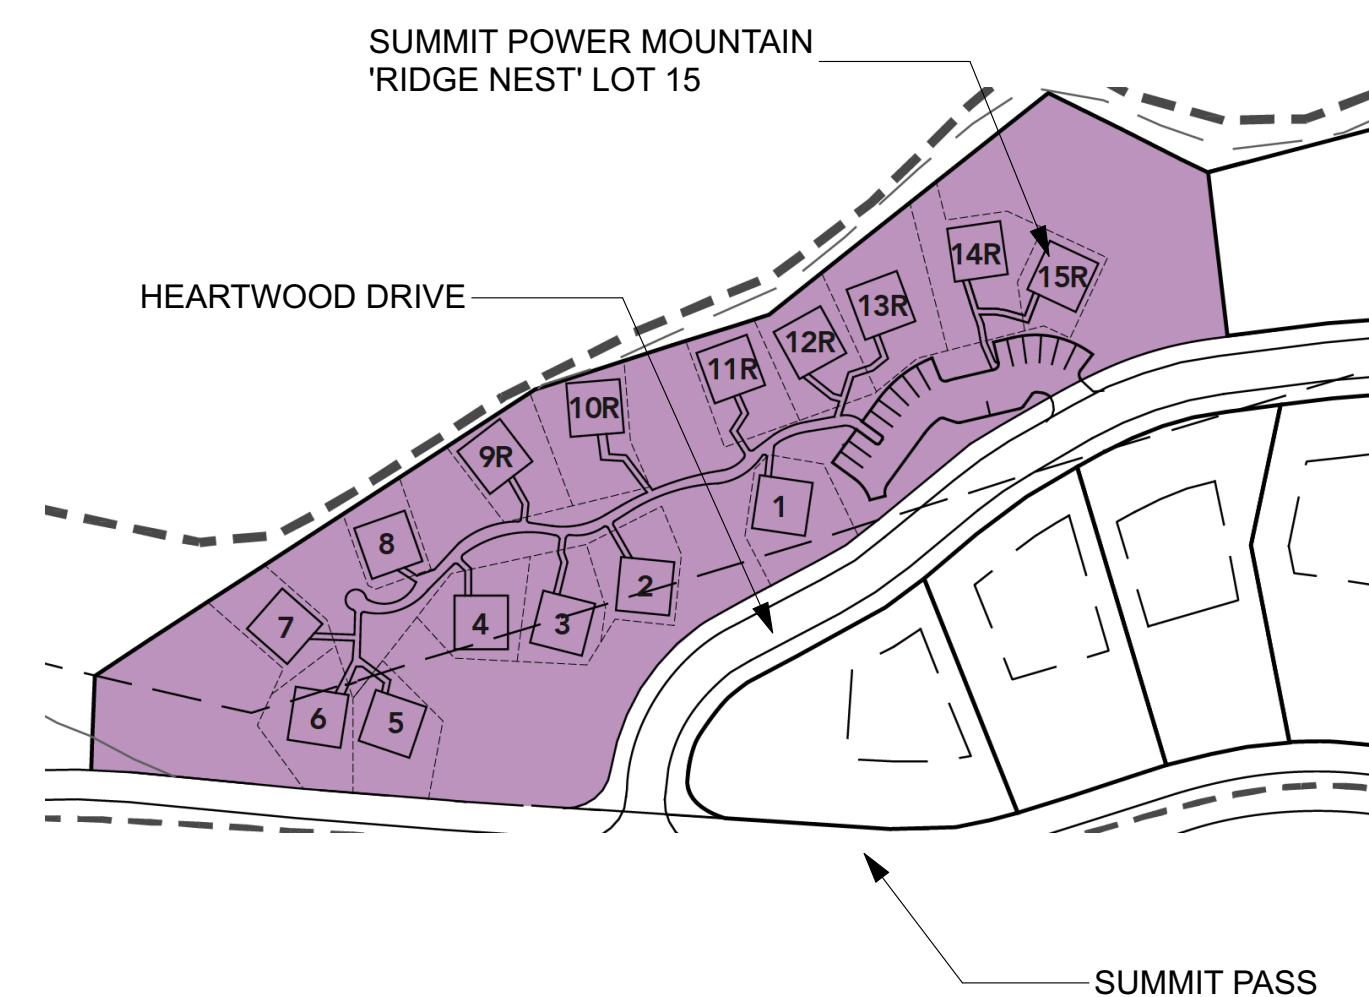 SUMMIT POWER MOUNTAIN
'RIDGE NEST' LOT 15
14R
15R
HEARTWOOD DRIVE
13R
12R
11R
10R
9R
1
8
2
7
4
3
6
5
SUMMIT PASS